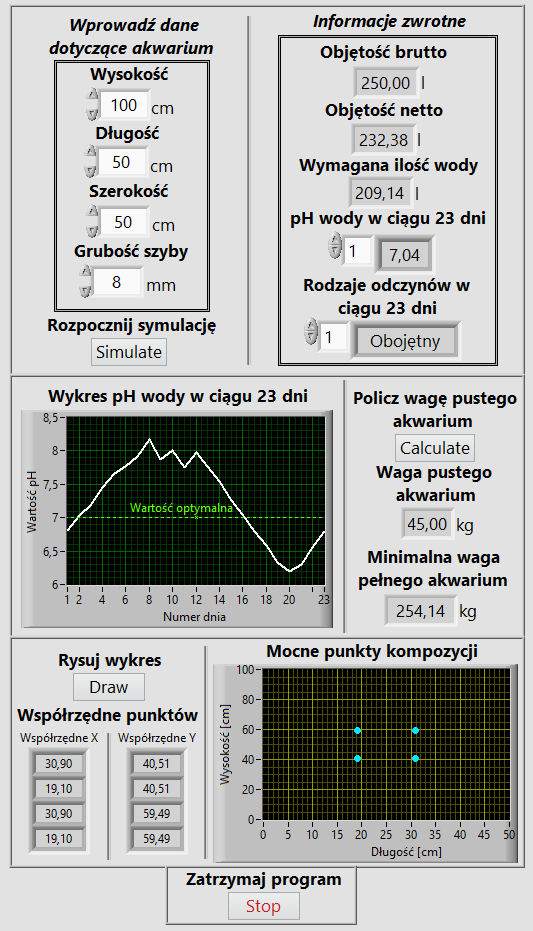 Wprowadź dane
dotyczące akwarium
Wysokość
100 cm
Długość
50 cm
Szerokość
50 cm
Grubość szyby
8 mm
Rozpocznij symulację
Simulate
Informacje zwrotne
Objętość brutto
250,00 l
Objętość netto
232,38 l
Wymagana ilość wody
209,14 l
pH wody w ciągu 23 dni
1 7,04
Rodzaje odczynów w
ciągu 23 dni
1 Obojętny
Wykres pH wody w ciągu 23 dni
Wartość pH
8,5
8
7,5
7
6,5
6
Wartość optymalna
1 2 4 6 8 10 12 14 16 18 20 23
Numer dnia
Policz wagę pustego
akwarium
Calculate
Waga pustego
akwarium
45,00 kg
Minimalna waga
pełnego akwarium
254,14 kg
Rysuj wykres
Draw
Współrzędne punktów
Współrzędne X Współrzędne Y
30,90 40,51
19,10 40,51
30,90 59,49
19,10 59,49
Mocne punkty kompozycji
Wysokość [cm]
100
80
60
40
20
0
0 5 10 15 20 25 30 35 40 45 50
Długość [cm]
Zatrzymaj program
Stop